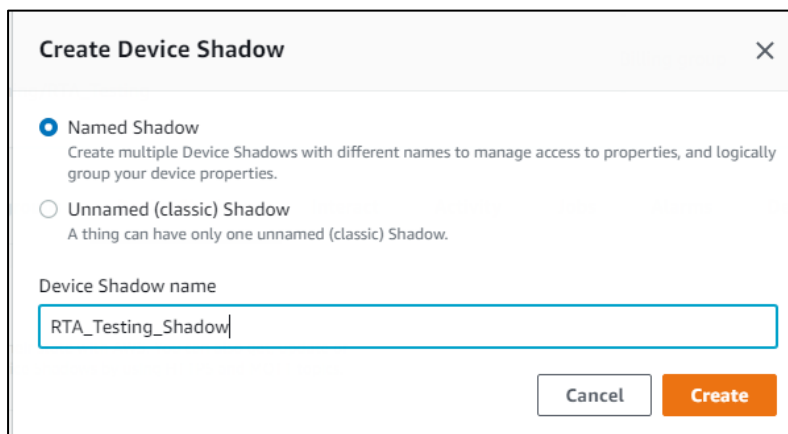 Create Device Shadow
Named Shadow
Create multiple Device Shadows with different names to manage access to properties, and logically
group your device properties.
Unnamed (classic) Shadow
A thing can have only one unnamed (classic) Shadow.
Device Shadow name
RTA_Testing_Shadow
Cancel Create